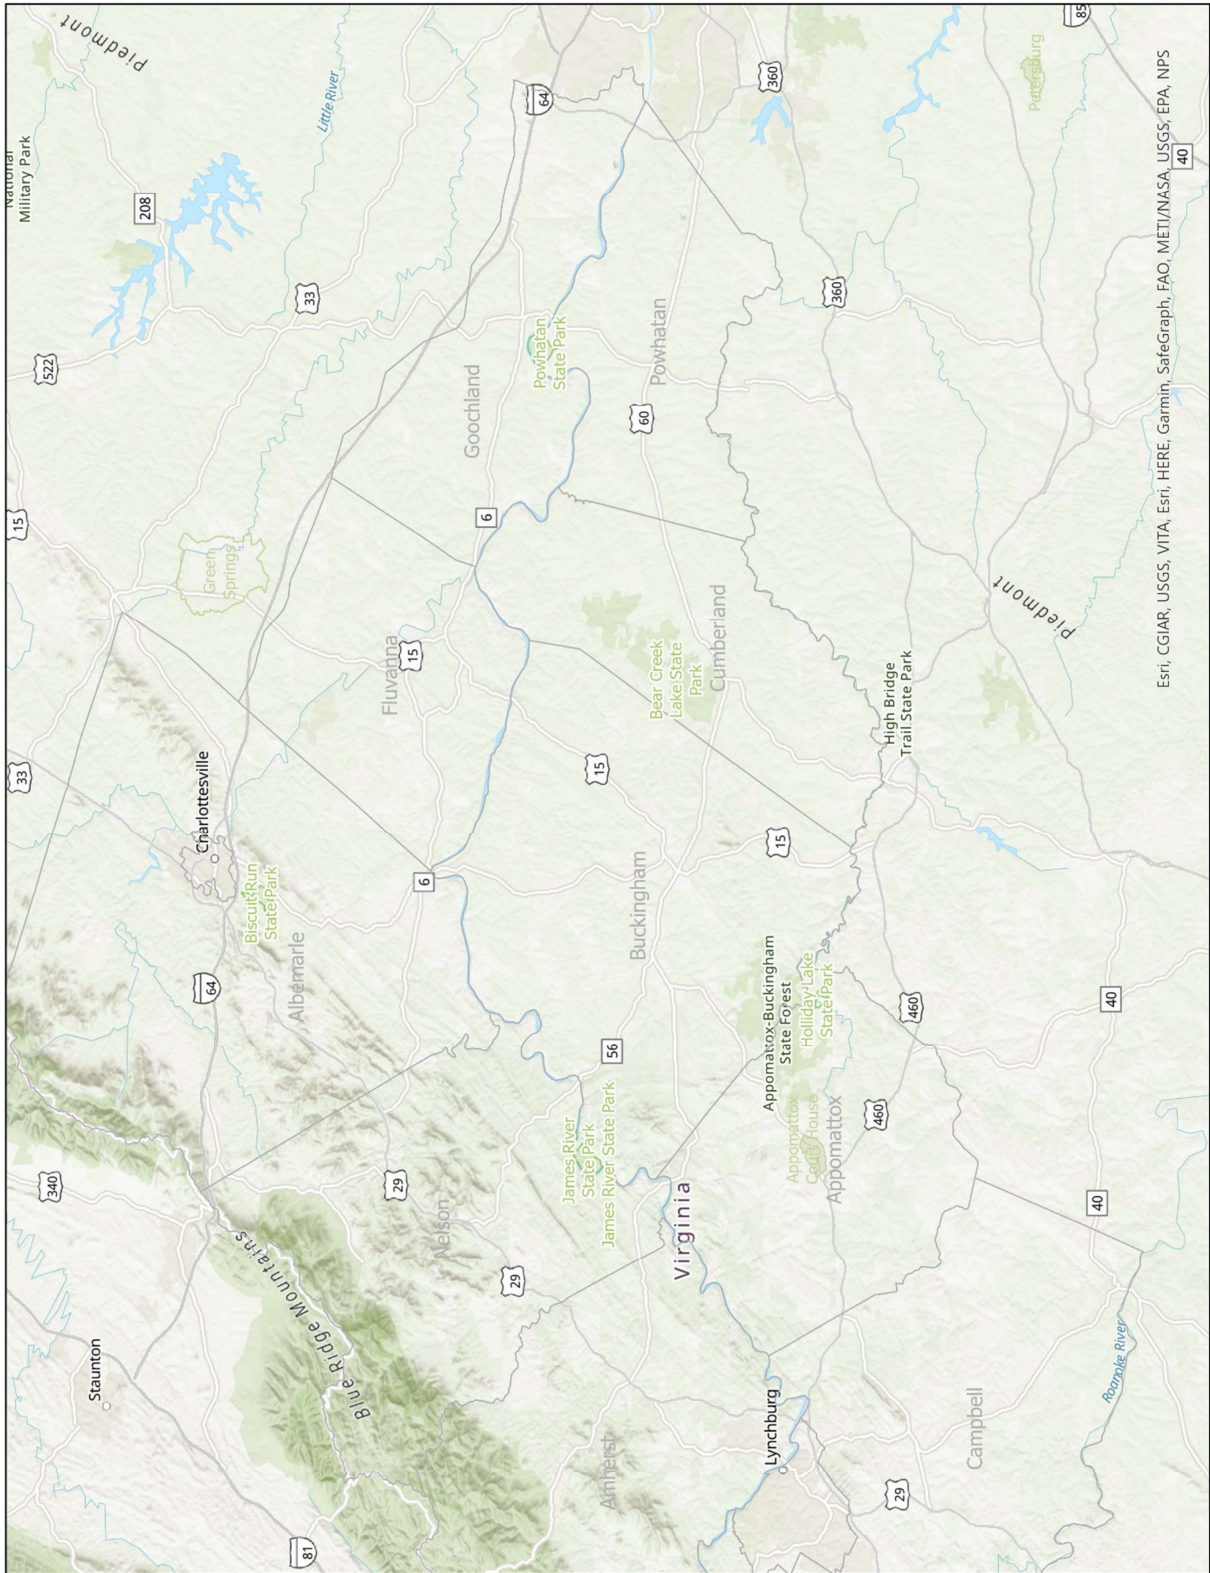 National
Military Park
Piedmont
Little River
208
522
33
15
33
64
360
85
Petersburg
40
360
Powhatan
State Park
Powhatan
Goochland
60
6
Green
Springs
Fluvanna
15
Bear Creek
Lake State
Park
Cumberland
High Bridge
Trail State Park
Piedmont
Charlottesville
Biscuit Run
State Park
Albemarle
64
6
15
15
Buckingham
Appomattox-Buckingham
State Forest
Holliday Lake
State Park
460
40
56
James River
State Park
James River State Park
Appomattox
Court House
Appomattox
460
40
340
29
Nelson
29
Virginia
Blue Ridge Mountains
Staunton
81
Amherst
Lynchburg
29
Campbell
Roanoke River
Esri, CGIAR, USGS, VITA, Esri, HERE, Garmin, SafeGraph, FAO, METI/NASA, USGS, EPA, NPS